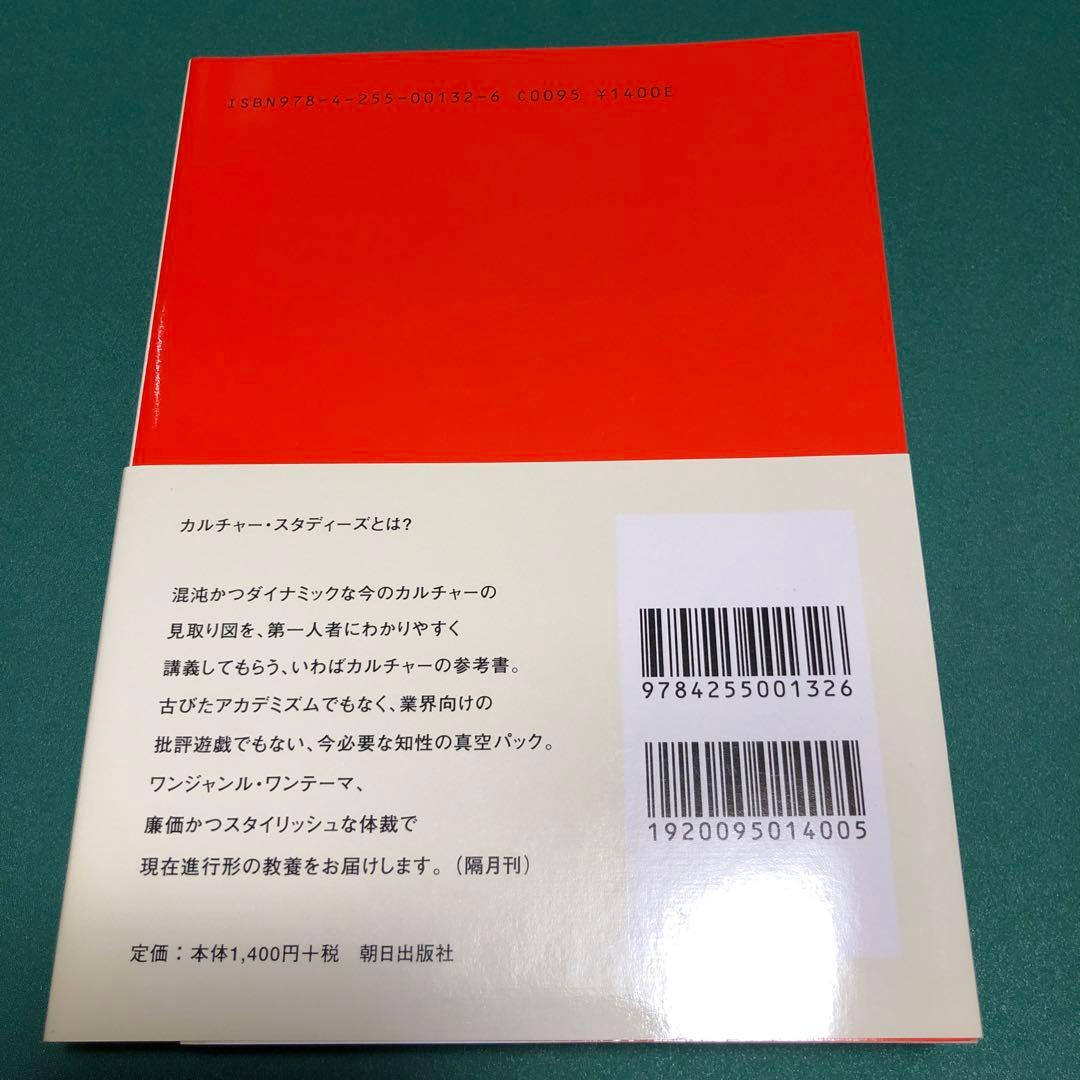 ISBN978-4-255-00132-6 C0095 ¥1400E
カルチャー・スタディーズとは?
混沌かつダイナミックな今のカルチャーの
見取り図を、第一人者にわかりやすく
講義してもらう、いわばカルチャーの参考書。
古びたアカデミズムでもなく、業界向けの
批評遊戯でもない、今必要な知性の真空パック。
ワンジャンル・ワンテーマ、
廉価かつスタイリッシュな体裁で
現在進行形の教養をお届けします。(隔月刊)
定価:本体1,400円+税 朝日出版社
9784255001326
1920095014005